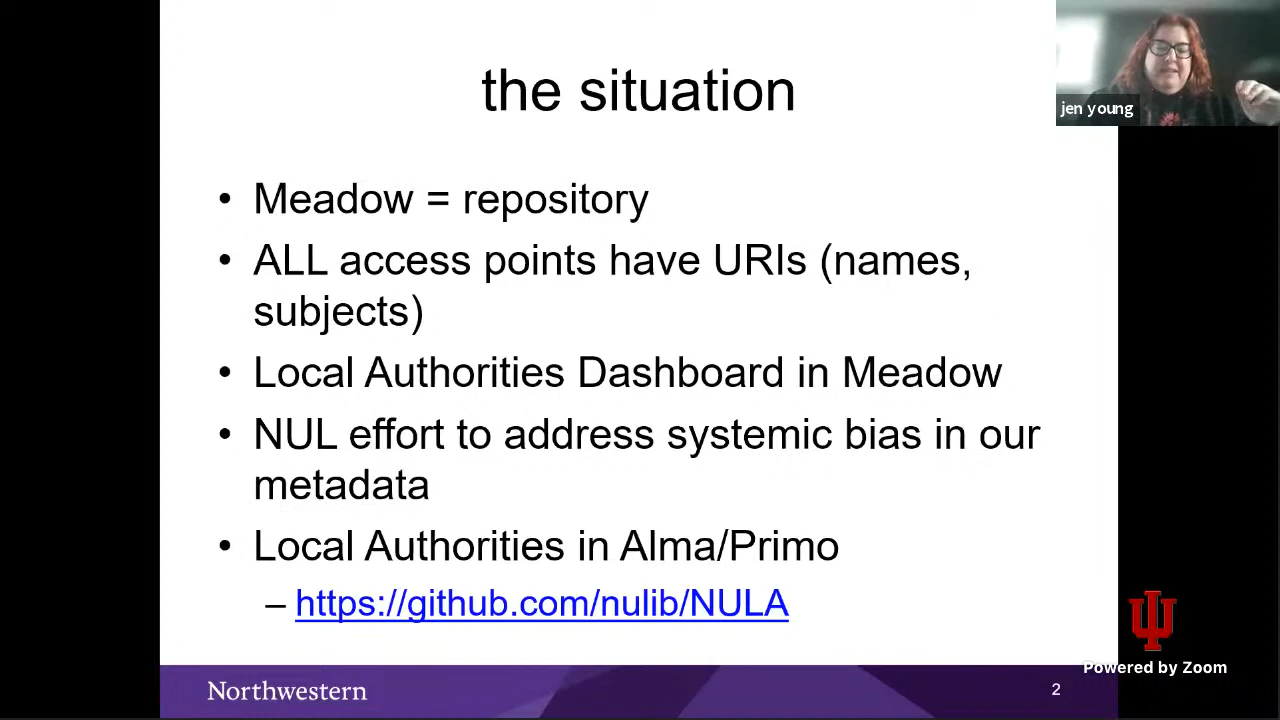 the situation
jen young
• Meadow = repository
• ALL access points have URIs (names,
subjects)
• Local Authorities Dashboard in Meadow
• NUL effort to address systemic bias in our
metadata
• Local Authorities in Alma/Primo
– https://github.com/nulib/NULA
Powered by Zoom
Northwestern
2